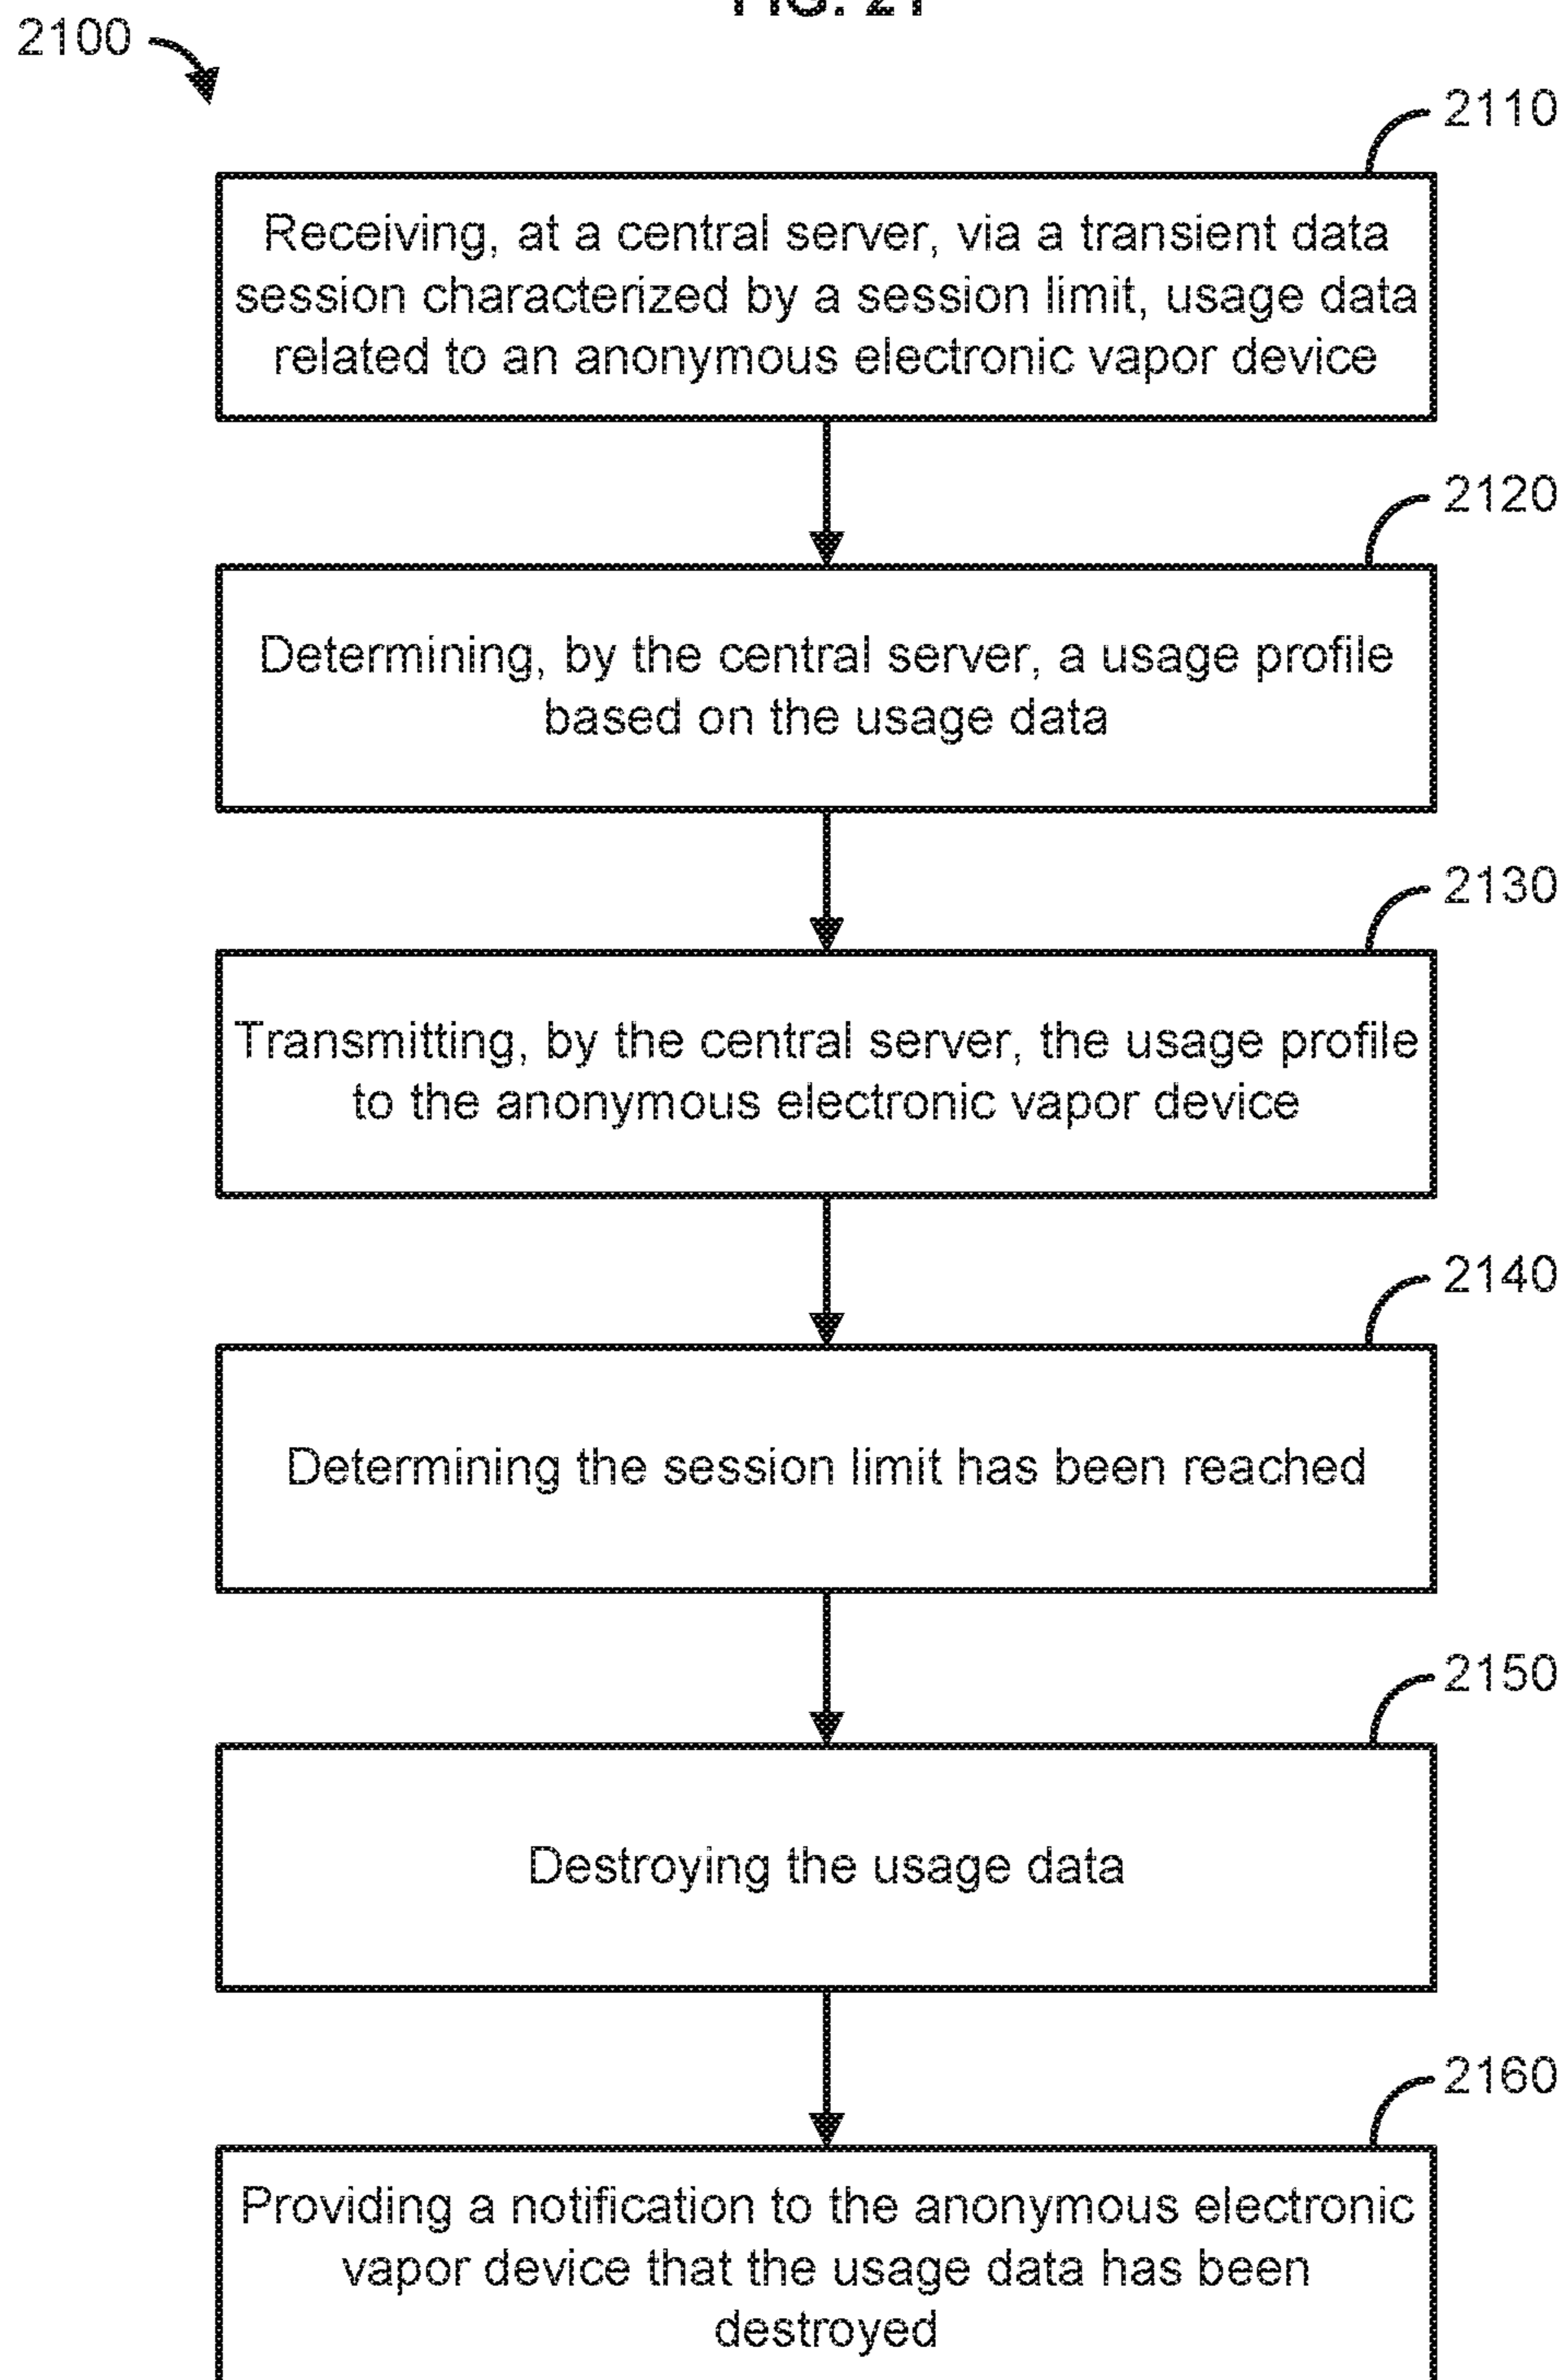 FIG. 21
2100
2110
Receiving, at a central server, via a transient data
session characterized by a session limit, usage data
related to an anonymous electronic vapor device
2120
Determining, by the central server, a usage profile
based on the usage data
2130
Transmitting, by the central server, the usage profile
to the anonymous electronic vapor device
2140
Determining the session limit has been reached
2150
Destroying the usage data
2160
Providing a notification to the anonymous electronic
vapor device that the usage data has been
destroyed